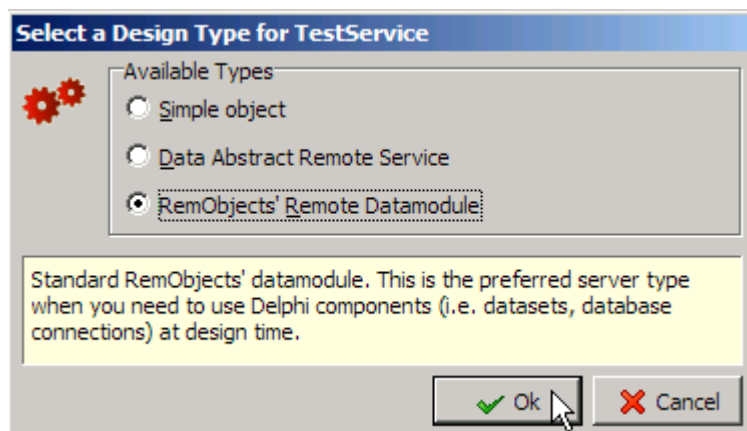 Select a Design Type for TestService
Available Types
Simple object
Data Abstract Remote Service
RemObjects' Remote Datamodule
Standard RemObjects' datamodule. This is the preferred server type
when you need to use Delphi components (i.e. datasets, database
connections) at design time.
Ok
Cancel